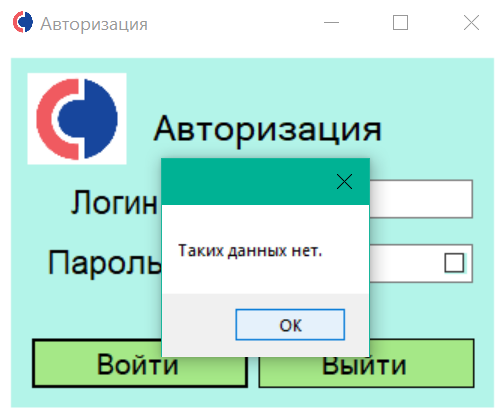 Авторизация
Авторизация
Логин
Таких данных нет.
Пароль
OK
Войти
Выйти